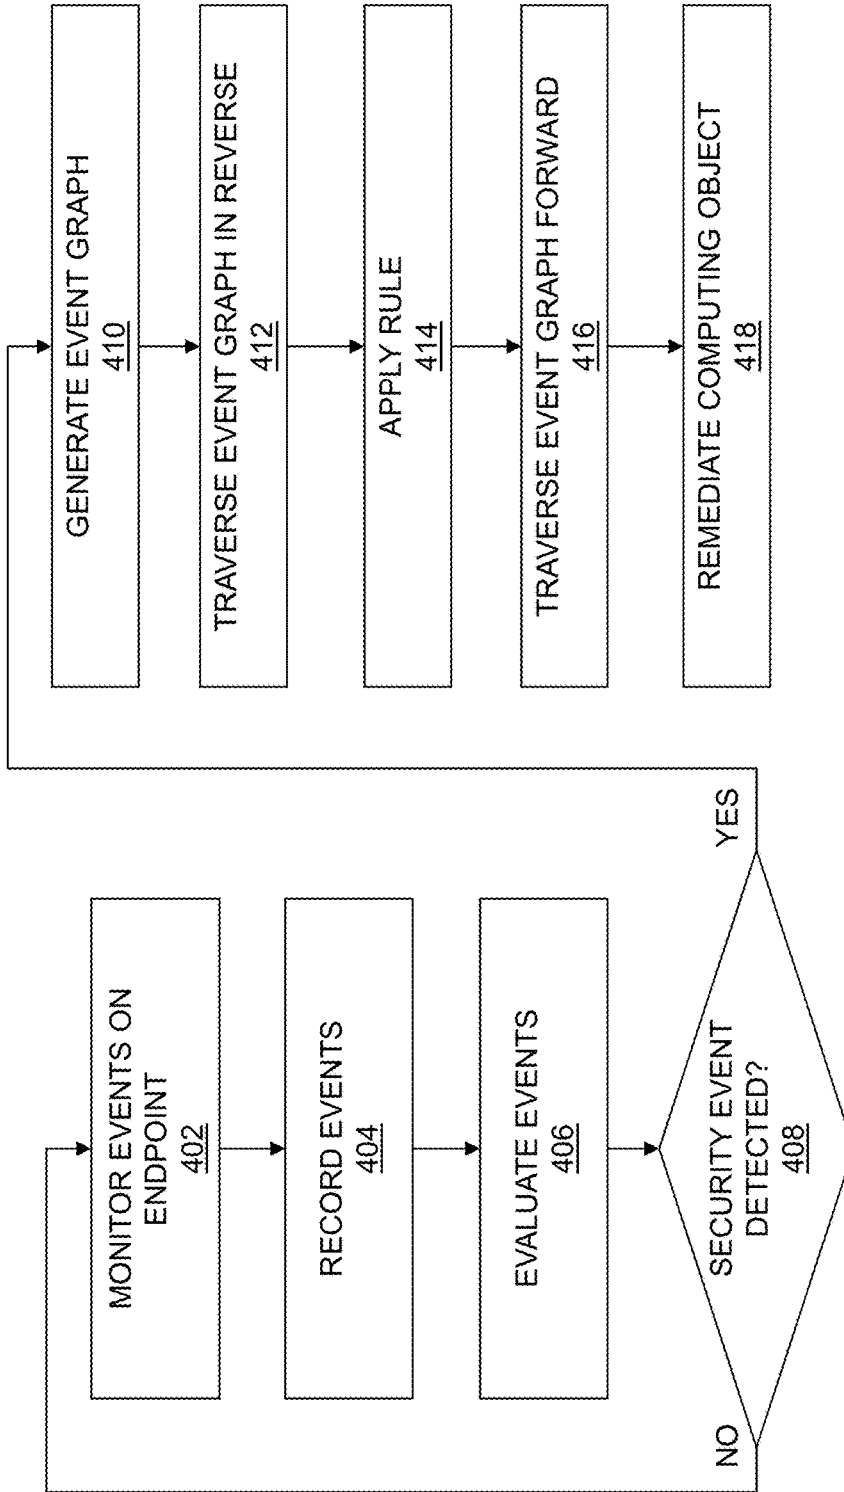 MONITOR EVENTS ON
ENDPOINT
402
RECORD EVENTS
404
EVALUATE EVENTS
406
SECURITY EVENT
DETECTED?
408
NO
YES
GENERATE EVENT GRAPH
410
TRAVERSE EVENT GRAPH IN REVERSE
412
APPLY RULE
414
TRAVERSE EVENT GRAPH FORWARD
416
REMEDIATE COMPUTING OBJECT
418